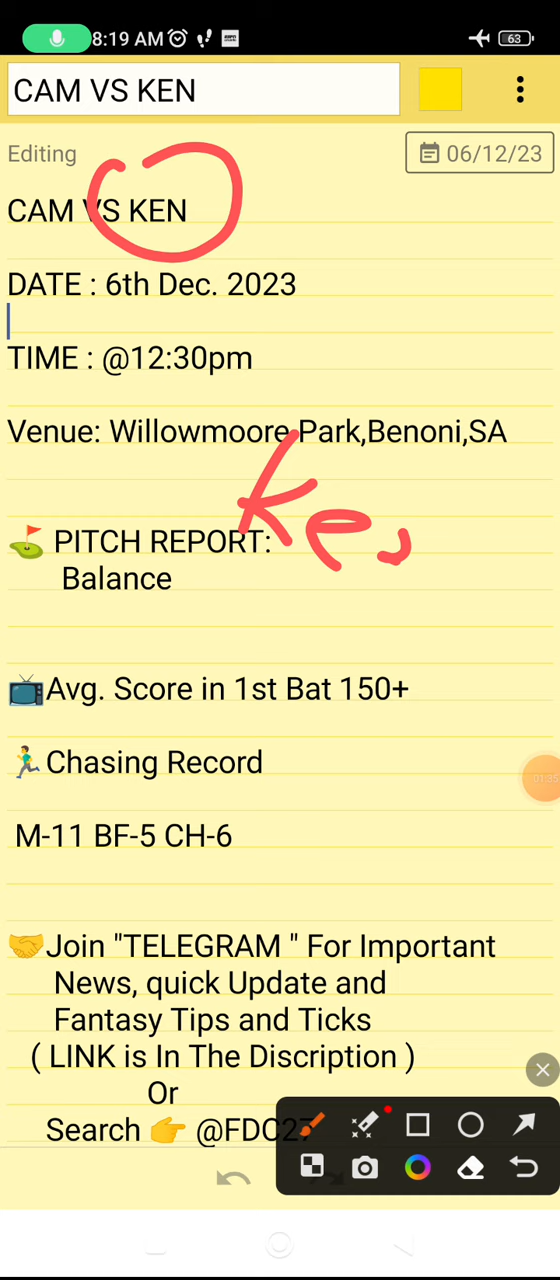 8:19 AM
63
CAM VS KEN
Editing
06/12/23
CAM VS KEN
DATE : 6th Dec. 2023
TIME : @12:30pm
Venue: Willowmoore Park,Benoni,SA
PITCH REPORT:
Balance
Avg. Score in 1st Bat 150+
Chasing Record
01:35
M-11 BF-5 CH-6
Join "TELEGRAM " For Important
News, quick Update and
Fantasy Tips and Ticks
( LINK is In The Discription )
Or
Search 👉 @FDC27